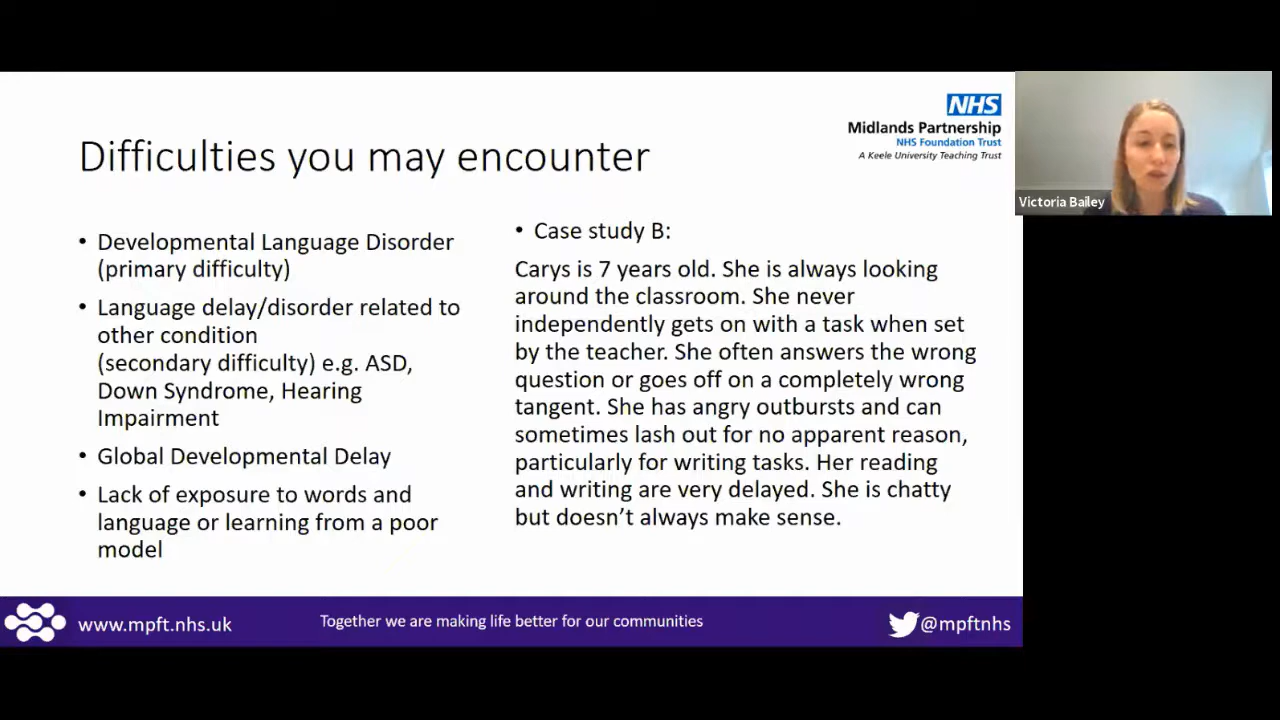 NHS
Midlands Partnership
NHS Foundation Trust
A Keele University Teaching Trust
Difficulties you may encounter
• Developmental Language Disorder
(primary difficulty)
• Language delay/disorder related to
other condition
(secondary difficulty) e.g. ASD,
Down Syndrome, Hearing
Impairment
• Global Developmental Delay
• Lack of exposure to words and
language or learning from a poor
model
• Case study B:
Carys is 7 years old. She is always looking
around the classroom. She never
independently gets on with a task when set
by the teacher. She often answers the wrong
question or goes off on a completely wrong
tangent. She has angry outbursts and can
sometimes lash out for no apparent reason,
particularly for writing tasks. Her reading
and writing are very delayed. She is chatty
but doesn’t always make sense.
Victoria Bailey
www.mpft.nhs.uk
Together we are making life better for our communities
@mpftnhs